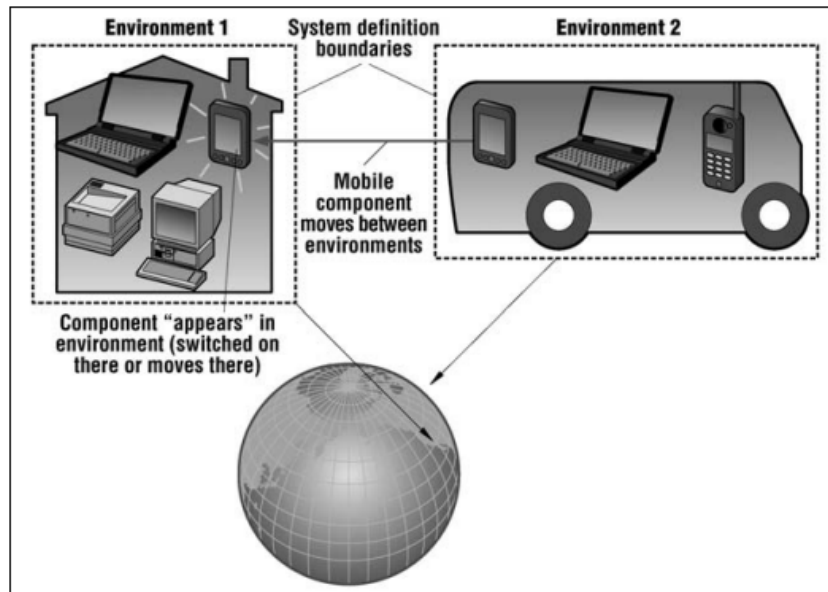 Environment 1
System definition
boundaries
Environment 2
Mobile
component
moves between
environments
Component “appears” in
environment (switched on
there or moves there)